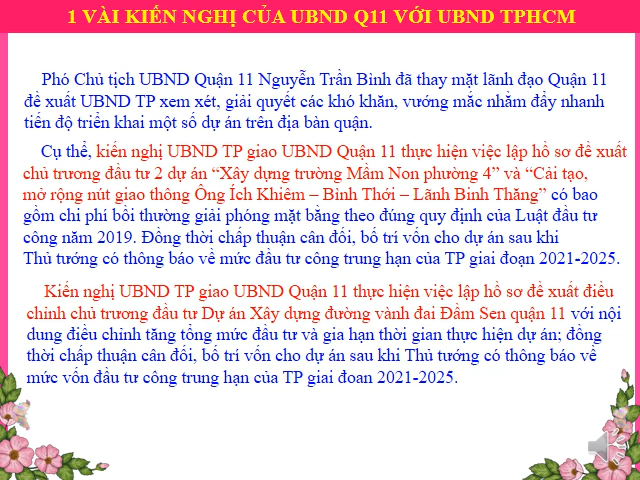 1 VÀI KIẾN NGHỊ CỦA UBND Q11 VỚI UBND TPHCM
Phó Chủ tịch UBND Quận 11 Nguyễn Trần Bình đã thay mặt lãnh đạo Quận 11
đề xuất UBND TP xem xét, giải quyết các khó khăn, vướng mắc nhằm đẩy nhanh
tiến độ triển khai một số dự án trên địa bàn quận.
Cụ thể, kiến nghị UBND TP giao UBND Quận 11 thực hiện việc lập hồ sơ đề xuất
chủ trương đầu tư 2 dự án “Xây dựng trường Mầm Non phường 4” và “Cải tạo,
mở rộng nút giao thông Ông Ích Khiêm – Bình Thới – Lãnh Binh Thăng” có bao
gồm chi phí bồi thường giải phóng mặt bằng theo đúng quy định của Luật đầu tư
công năm 2019. Đồng thời chấp thuận cân đối, bố trí vốn cho dự án sau khi
Thủ tướng có thông báo về mức đầu tư công trung hạn của TP giai đoạn 2021-2025.
Kiến nghị UBND TP giao UBND Quận 11 thực hiện việc lập hồ sơ đề xuất điều
chỉnh chủ trương đầu tư Dự án Xây dựng đường vành đai Đầm Sen quận 11 với nội
dung điều chỉnh tăng tổng mức đầu tư và gia hạn thời gian thực hiện dự án; đồng
thời chấp thuận cân đối, bố trí vốn cho dự án sau khi Thủ tướng có thông báo về
mức vốn đầu tư công trung hạn của TP giai đoan 2021-2025.